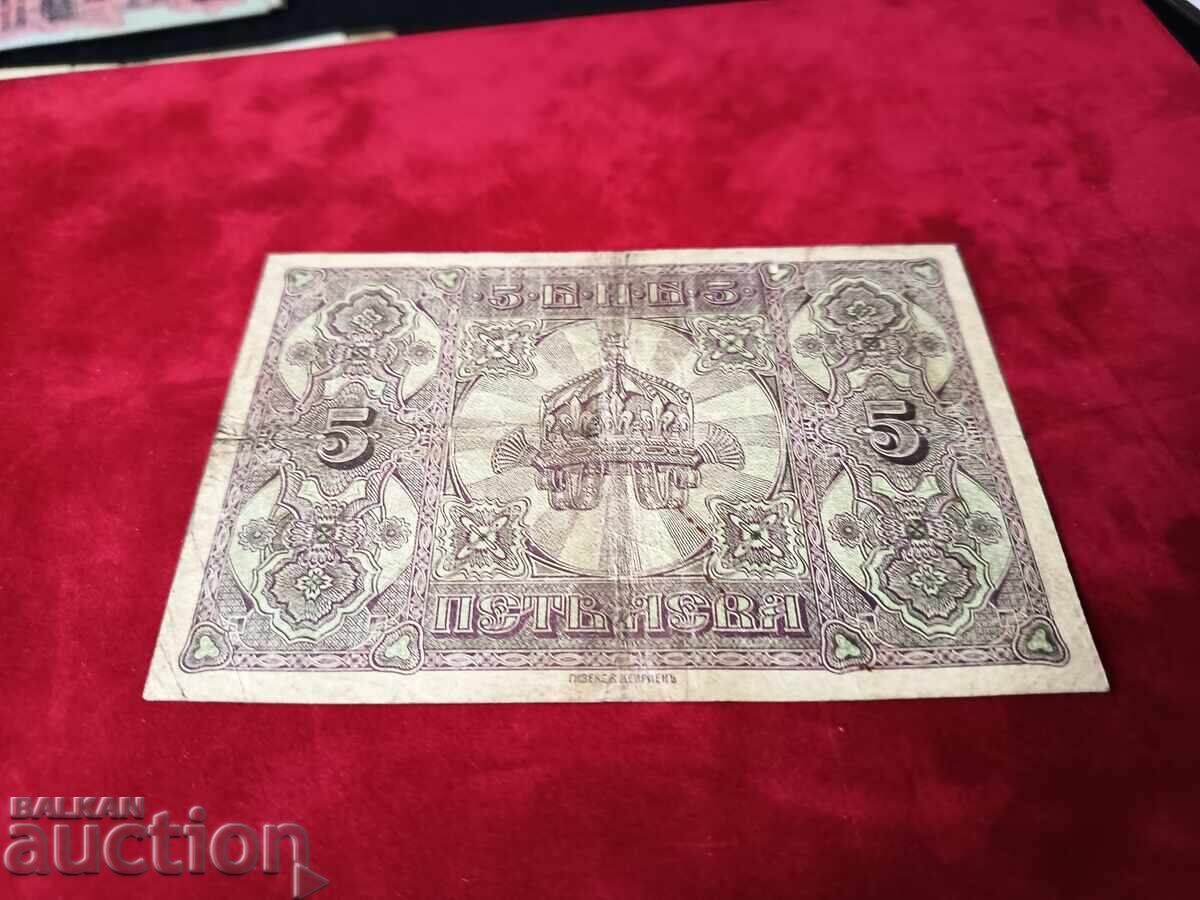 · 5 · Б · Н · Б · 5 ·
5
5
ПЕТЬ ЛЕВА
BALKAN
auction